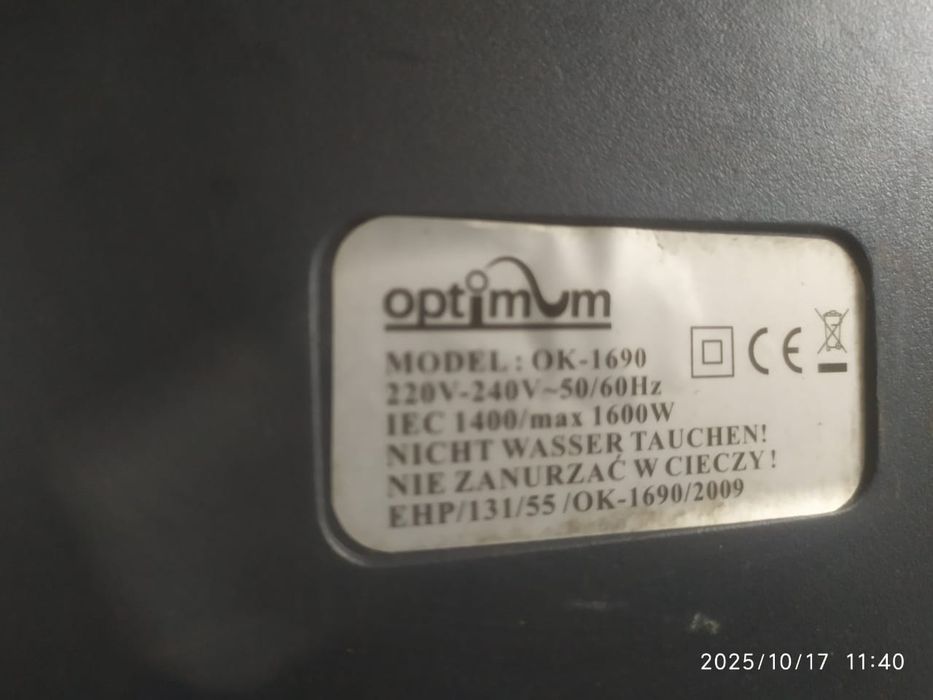 optimum
MODEL : OK-1690
220V-240V~50/60Hz
IEC 1400/max 1600W
NICHT WASSER TAUCHEN!
NIE ZANURZAĆ W CIECZY !
EHP/131/55 /OK-1690/2009
CE
2025/10/17 11:40